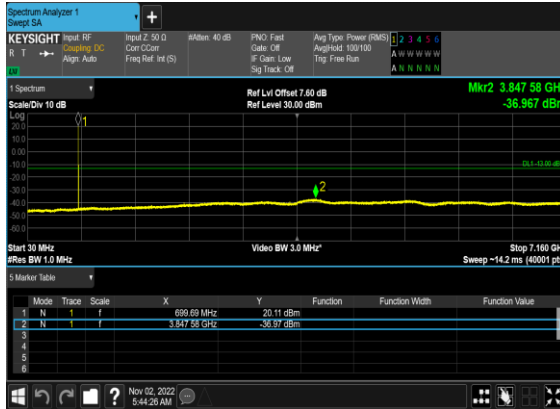 Spectrum Analyzer 1
Swept SA
KEYSIGHT
R T
LU
Input: RF
Coupling: DC
Align: Auto
Input Z: 50 Ω
Corr CCorr
Freq Ref: Int (S)
#Atten: 40 dB
PNO: Fast
Gate: Off
IF Gain: Low
Sig Track: Off
Avg Type: Power (RMS)
Avg|Hold: 100/100
Trig: Free Run
1 2 3 4 5 6
A W W W W W
A N N N N N
1 Spectrum
Scale/Div 10 dB
Ref Lvl Offset 7.60 dB
Ref Level 30.00 dBm
Mkr2 3.847 58 GHz
-36.967 dBm
Log
20.0
10.0
0.00
-10.0
-20.0
-30.0
-40.0
-50.0
-60.0
1
2
DL1 -13.00 dB
Start 30 MHz
#Res BW 1.0 MHz
Video BW 3.0 MHz*
Stop 7.160 GH
Sweep ~14.2 ms (40001 pts
5 Marker Table
Mode Trace Scale X Y Function Function Width Function Value
1 N 1 f 699.69 MHz 20.11 dBm
2 N 1 f 3.847 58 GHz -36.97 dBm
3
4
5
6
?
Nov 02, 2022
5:44:26 AM